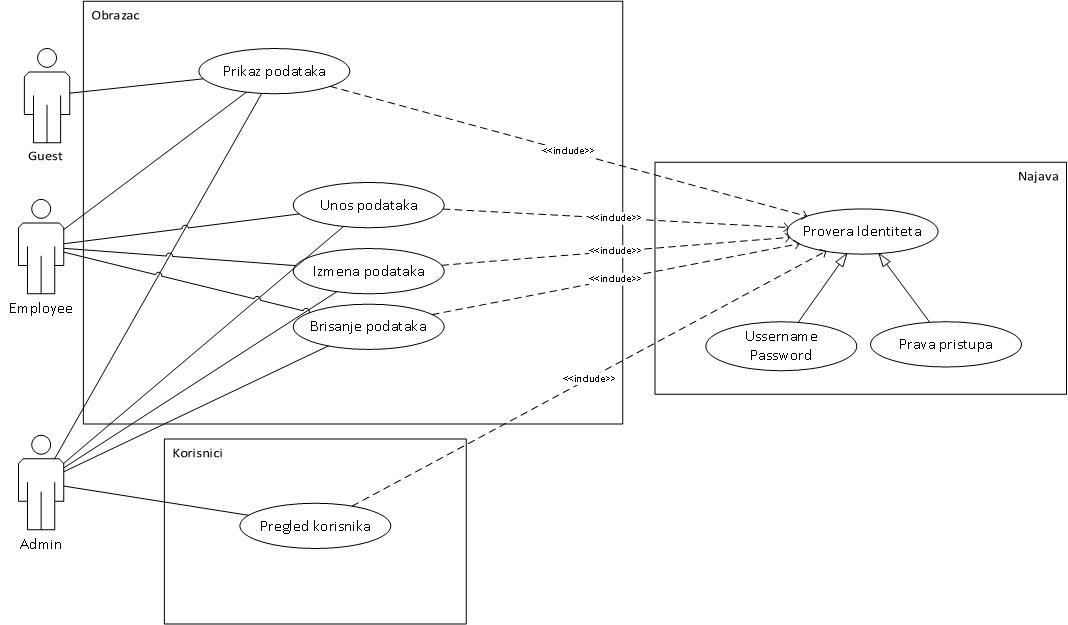 Obrazac
Prikaz podataka
Guest
<<include>>
Najava
Unos podataka
<<include>>
Provera Identiteta
Employee
Izmena podataka
<<include>>
<<include>>
Brisanje podataka
Ussername
Password
Prava pristupa
<<include>>
Korisnici
Admin
Pregled korisnika